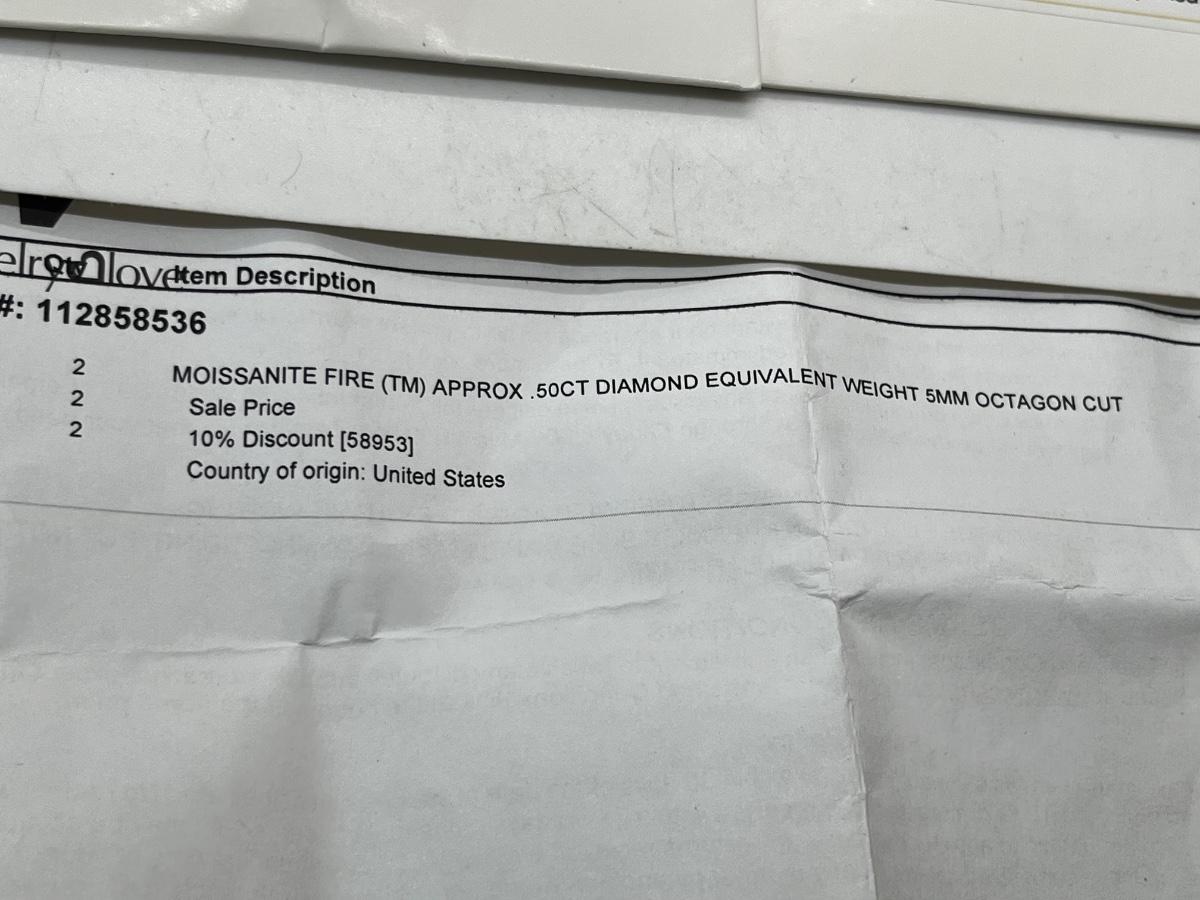 Qty Item Description
#: 112858536
2 MOISSANITE FIRE (TM) APPROX .50CT DIAMOND EQUIVALENT WEIGHT 5MM OCTAGON CUT
2 Sale Price
2 10% Discount [58953]
Country of origin: United States